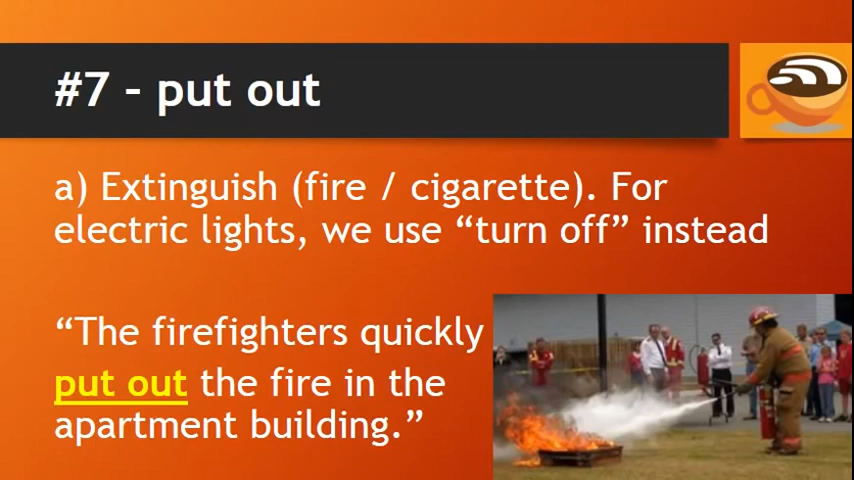 #7 – put out
a) Extinguish (fire / cigarette). For
electric lights, we use “turn off” instead
“The firefighters quickly
put out the fire in the
apartment building.”